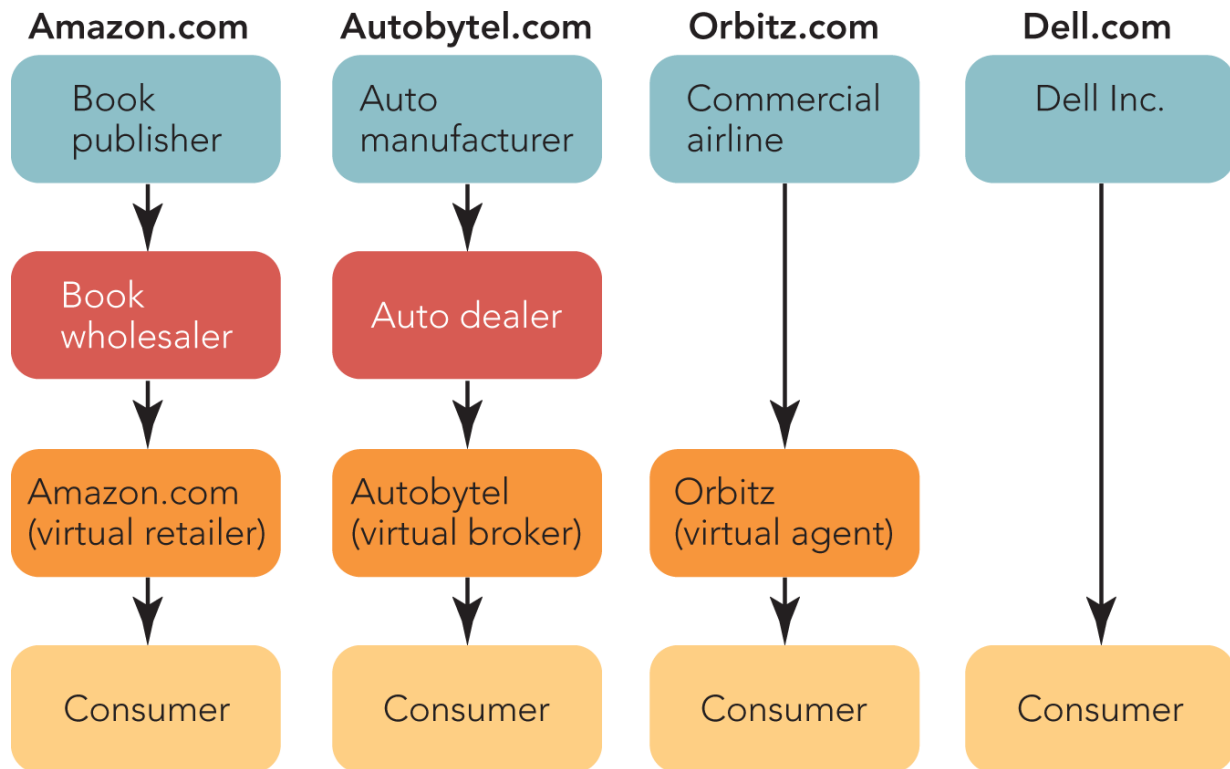 Amazon.com
Autobytel.com
Orbitz.com
Dell.com
Book
publisher
Auto
manufacturer
Commercial
airline
Dell Inc.
Book
wholesaler
Auto dealer
Amazon.com
(virtual retailer)
Autobytel
(virtual broker)
Orbitz
(virtual agent)
Consumer
Consumer
Consumer
Consumer